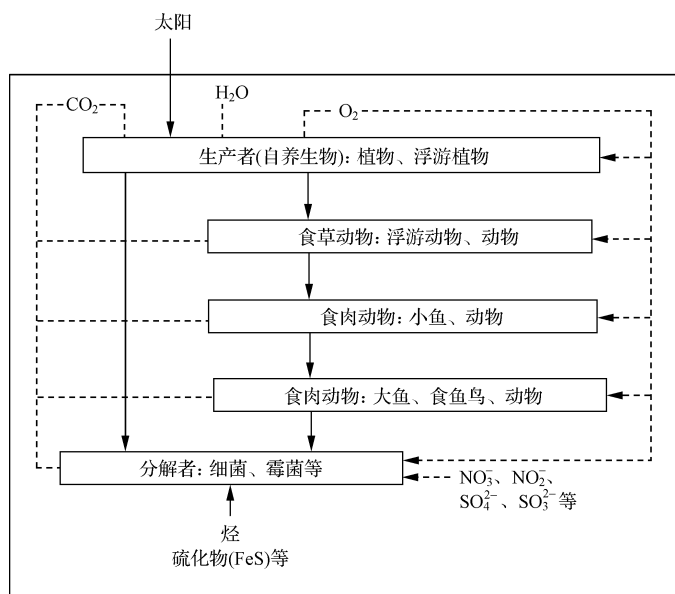 太阳
CO₂
H₂O
O₂
生产者(自养生物)：植物、浮游植物
食草动物：浮游动物、动物
食肉动物：小鱼、动物
食肉动物：大鱼、食鱼鸟、动物
分解者：细菌、霉菌等
NO₃⁻、NO₂⁻、
SO₄²⁻、SO₃²⁻等
烃
硫化物(FeS)等